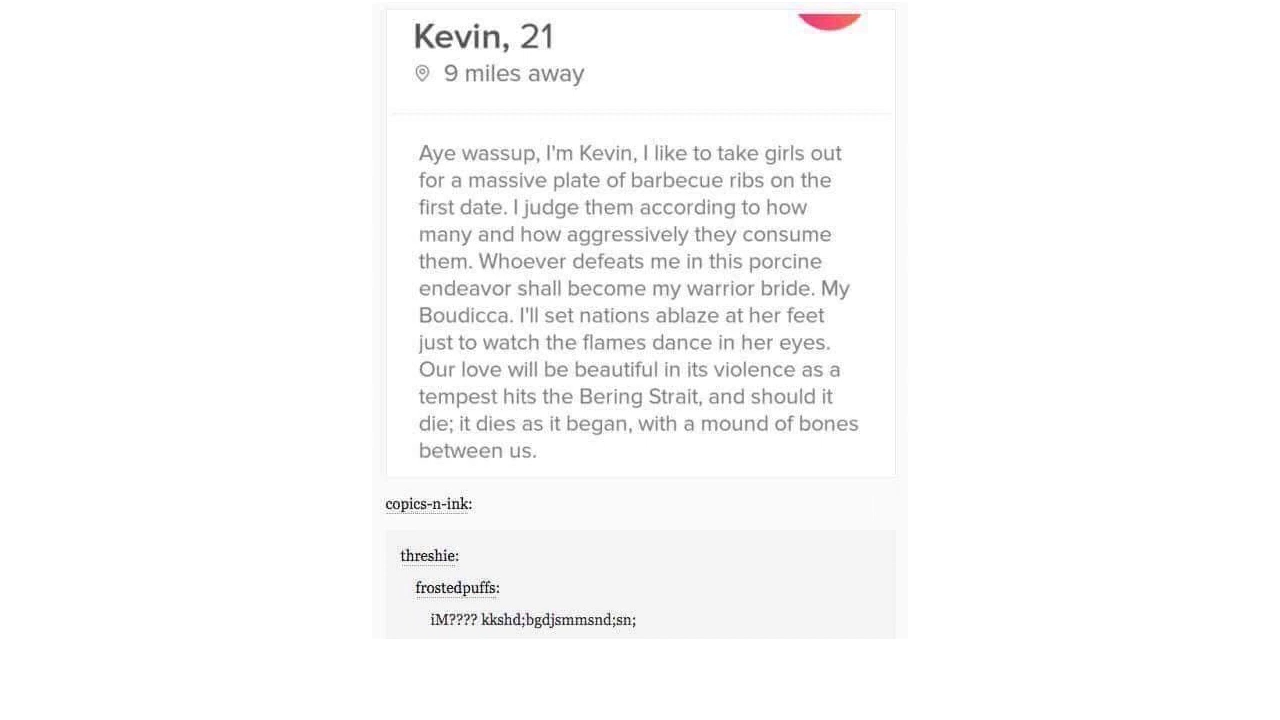 Kevin, 21
9 miles away
Aye wassup, I'm Kevin, I like to take girls out
for a massive plate of barbecue ribs on the
first date. I judge them according to how
many and how aggressively they consume
them. Whoever defeats me in this porcine
endeavor shall become my warrior bride. My
Boudicca. I'll set nations ablaze at her feet
just to watch the flames dance in her eyes.
Our love will be beautiful in its violence as a
tempest hits the Bering Strait, and should it
die; it dies as it began, with a mound of bones
between us.
copics-n-ink:
threshie:
frostedpuffs:
iM???? kkshd;bgdjsmmsnd;sn;